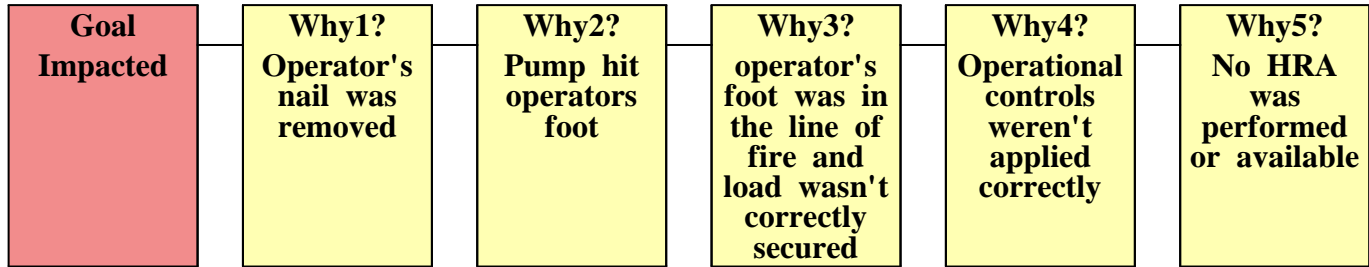 Goal
Impacted
Why1?
Operator's
nail was
removed
Why2?
Pump hit
operators
foot
Why3?
operator's
foot was in
the line of
fire and
load wasn't
correctly
secured
Why4?
Operational
controls
weren't
applied
correctly
Why5?
No HRA
was
performed
or available